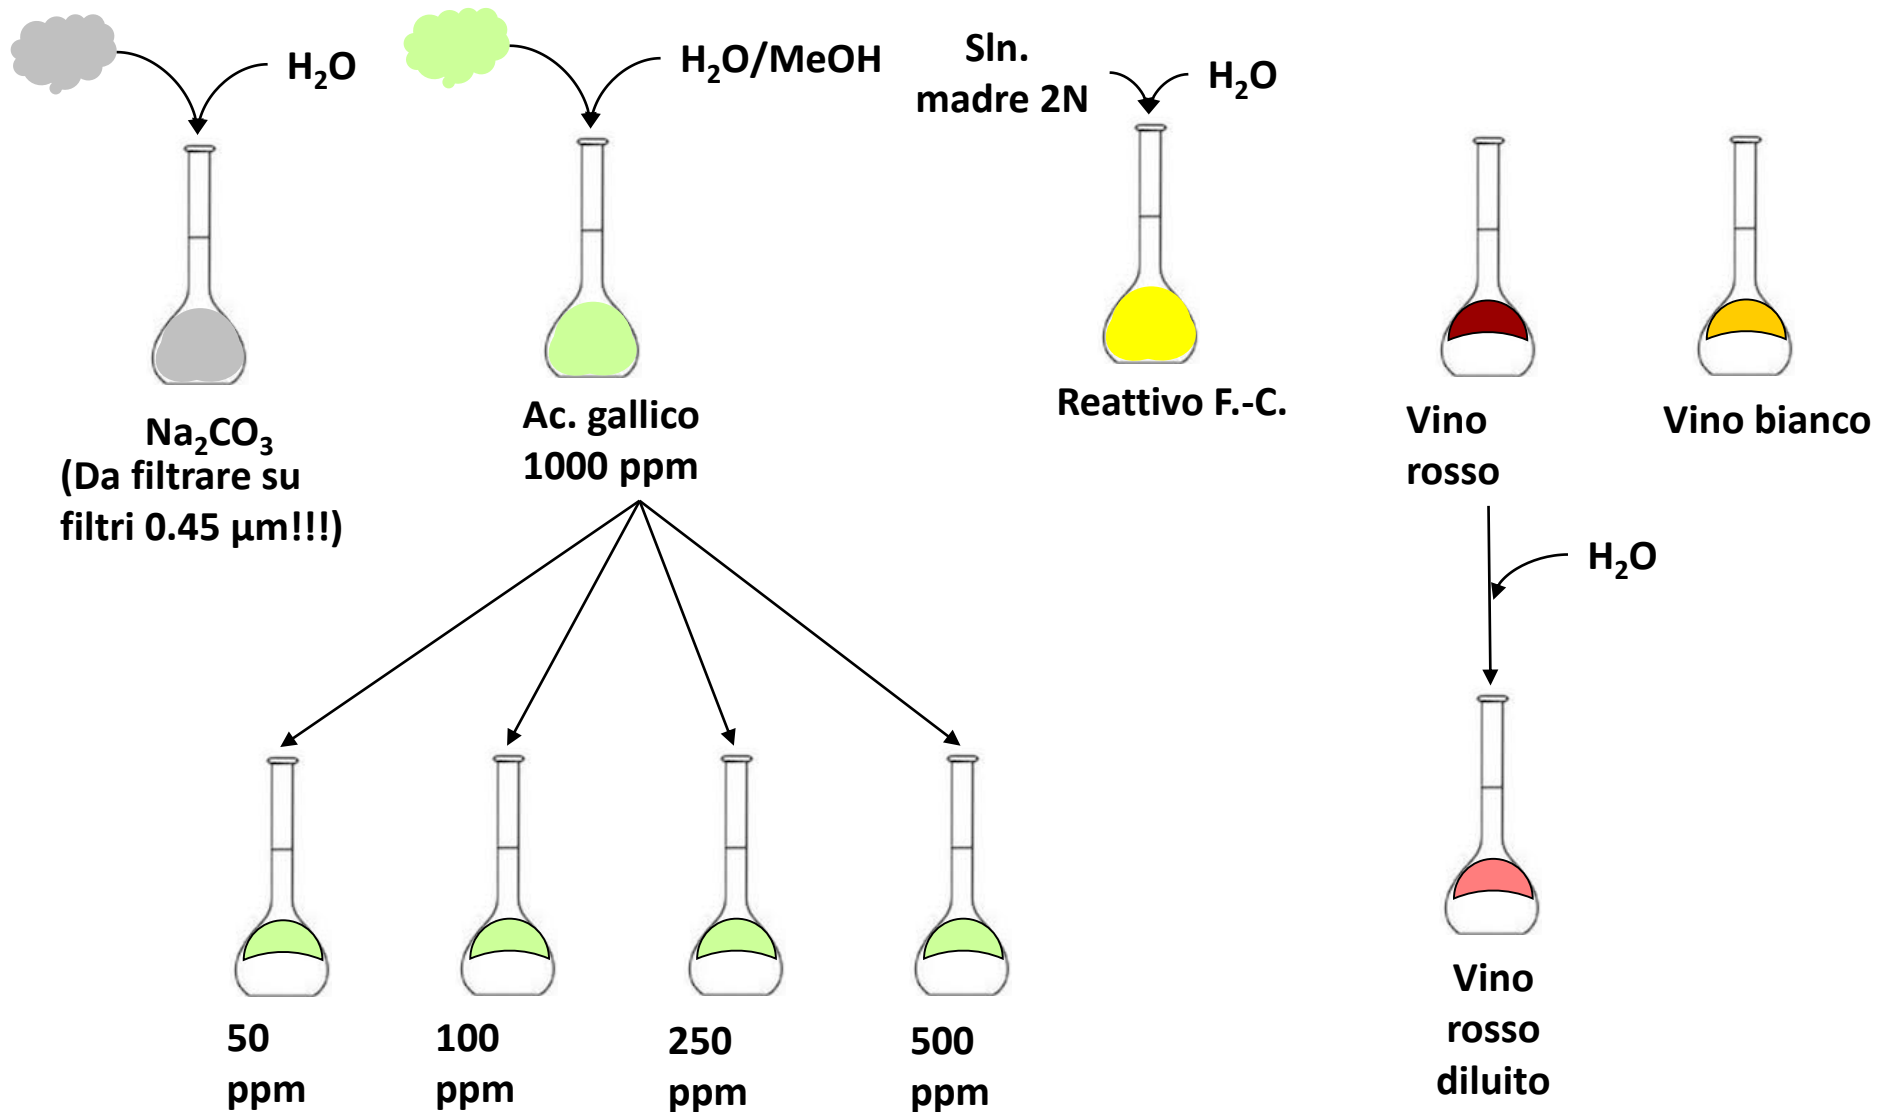 H₂O
H₂O/MeOH
Sln.
madre 2N
H₂O
Na₂CO₃
(Da filtrare su
filtri 0.45 µm!!!)
Ac. gallico
1000 ppm
Reattivo F.-C.
Vino
rosso
Vino bianco
H₂O
50
ppm
100
ppm
250
ppm
500
ppm
Vino
rosso
diluito